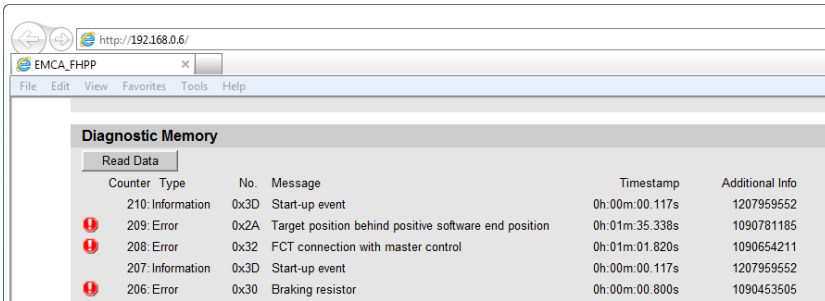 http://192.168.0.6/
EMCA_FHPP
File Edit View Favorites Tools Help
Diagnostic Memory
Read Data
Counter Type No. Message Timestamp Additional Info
210: Information 0x3D Start-up event 0h:00m:00.117s 1207959552
209: Error 0x2A Target position behind positive software end position 0h:01m:35.338s 1090781185
208: Error 0x32 FCT connection with master control 0h:01m:01.820s 1090654211
207: Information 0x3D Start-up event 0h:00m:00.117s 1207959552
206: Error 0x30 Braking resistor 0h:00m:00.800s 1090453505